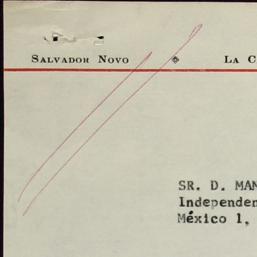 SALVADOR NOVO LA C
SR. D. MAN
Independen
México 1,